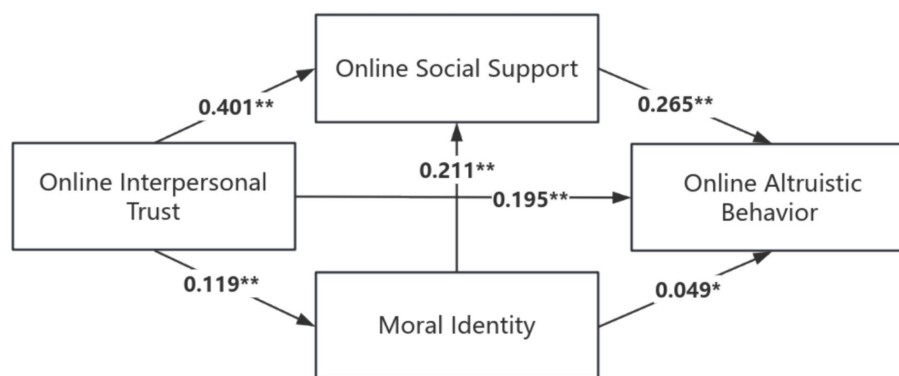 Online Social Support
0.401**
0.265**
Online Interpersonal
Trust
0.211**
0.195**
Online Altruistic
Behavior
0.119**
0.049*
Moral Identity